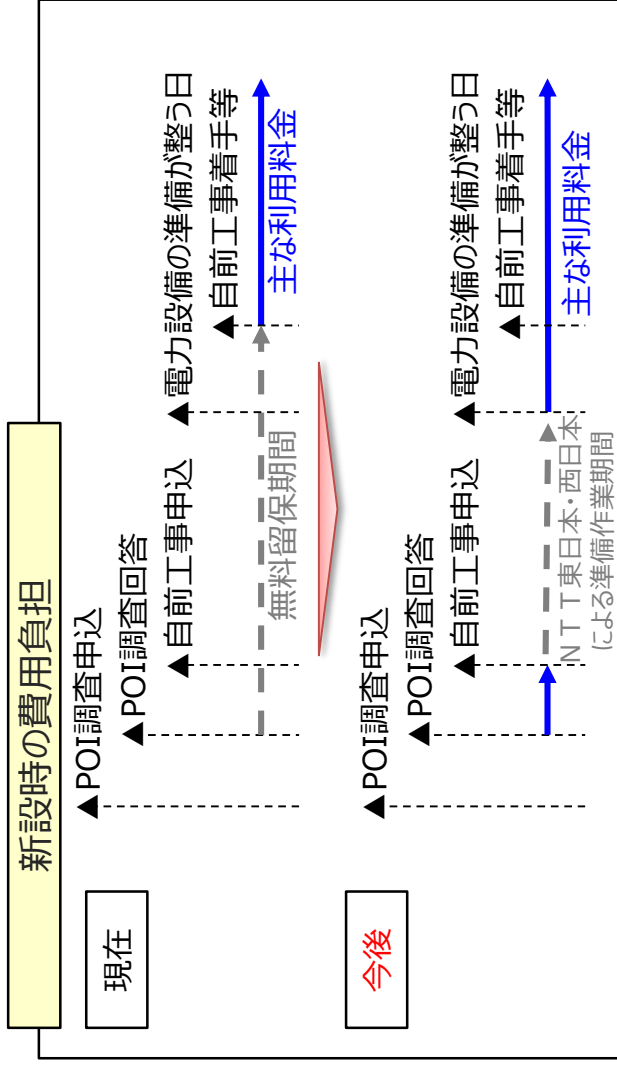 新設時の費用負担
現在
▲POI調査申込
▲POI調査回答
▲自前工事申込
▲電力設備の準備が整う日
▲自前工事着手等
無料留保期間
主な利用料金
今後
▲POI調査申込
▲POI調査回答
▲自前工事申込
▲電力設備の準備が整う日
▲自前工事着手等
NTT東日本・西日本
による準備作業期間
主な利用料金